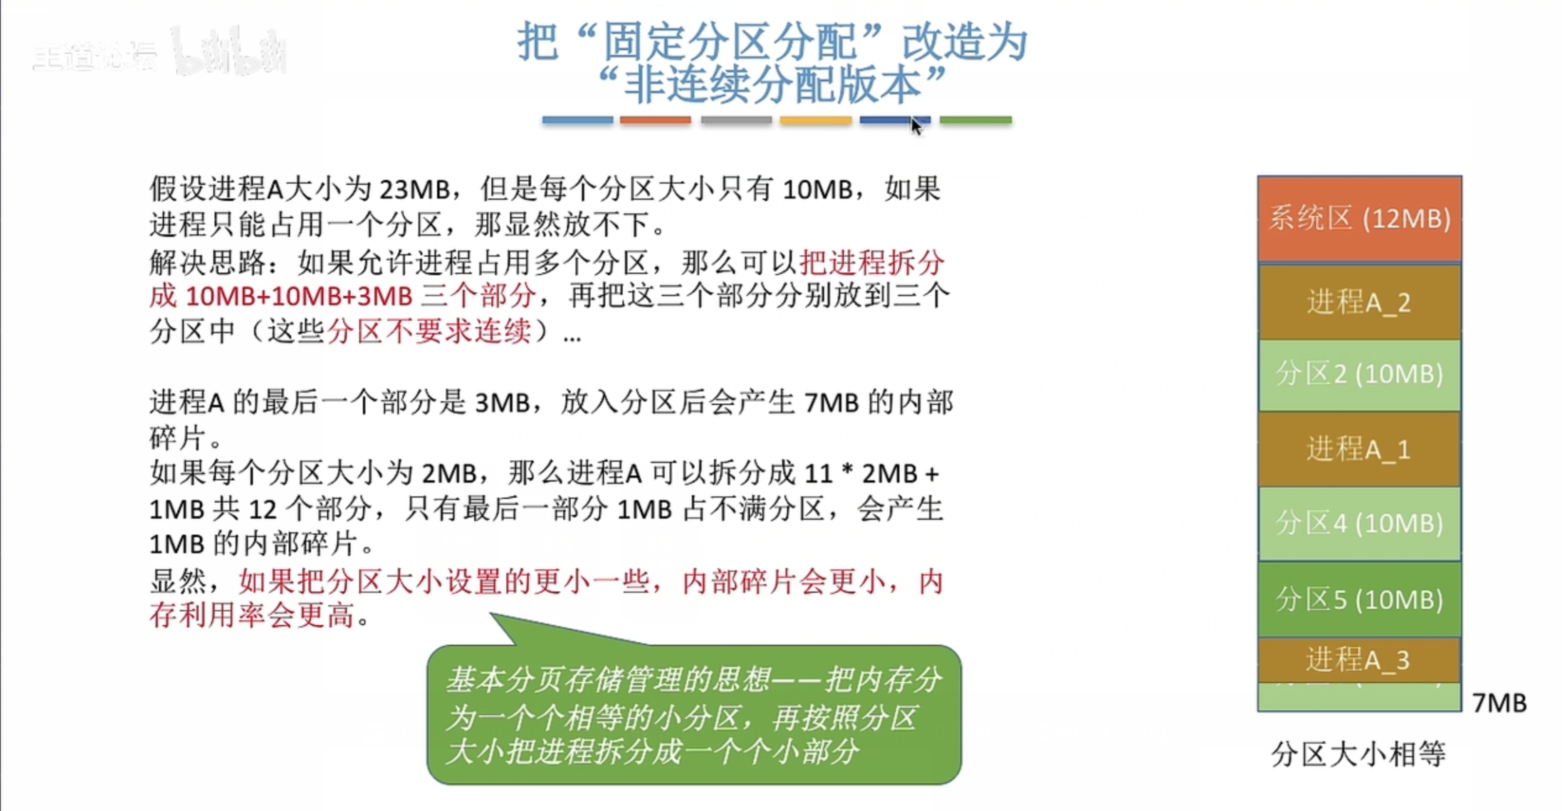 王道论坛 bilibili
把“固定分区分配”改造为
“非连续分配版本”
假设进程A大小为 23MB，但是每个分区大小只有 10MB，如果
进程只能占用一个分区，那显然放不下。
解决思路：如果允许进程占用多个分区，那么可以把进程拆分
成 10MB+10MB+3MB 三个部分，再把这三个部分分别放到三个
分区中（这些分区不要求连续）…
进程A 的最后一个部分是 3MB，放入分区后会产生 7MB 的内部
碎片。
如果每个分区大小为 2MB，那么进程A 可以拆分成 11 * 2MB +
1MB 共 12 个部分，只有最后一部分 1MB 占不满分区，会产生
1MB 的内部碎片。
显然，如果把分区大小设置的更小一些，内部碎片会更小，内
存利用率会更高。
基本分页存储管理的思想——把内存分
为一个个相等的小分区，再按照分区
大小把进程拆分成一个个小部分
系统区 (12MB)
进程A_2
分区2 (10MB)
进程A_1
分区4 (10MB)
分区5 (10MB)
进程A_3
7MB
分区大小相等